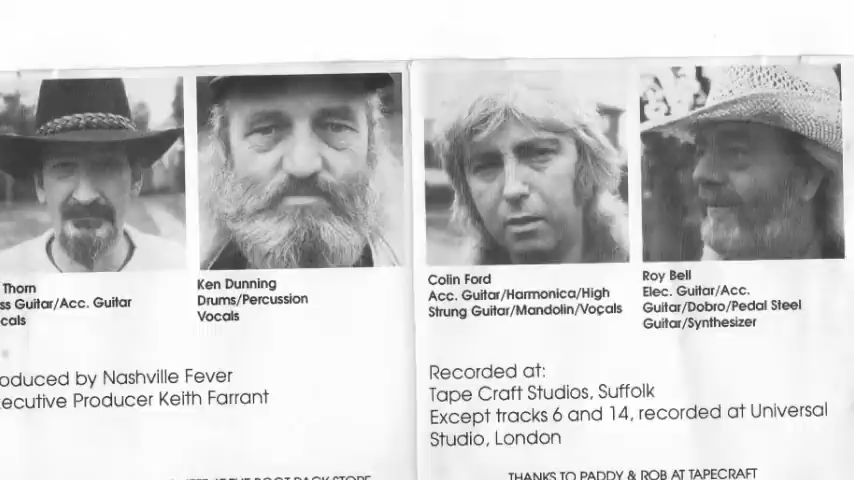 Thorn
ss Guitar/Acc. Guitar
cals
Ken Dunning
Drums/Percussion
Vocals
Colin Ford
Acc. Guitar/Harmonica/High
Strung Guitar/Mandolin/Vocals
Roy Bell
Elec. Guitar/Acc.
Guitar/Dobro/Pedal Steel
Guitar/Synthesizer
oduced by Nashville Fever
ecutive Producer Keith Farrant
Recorded at:
Tape Craft Studios, Suffolk
Except tracks 6 and 14, recorded at Universal
Studio, London
THANKS TO PADDY & ROB AT TAPECRAFT